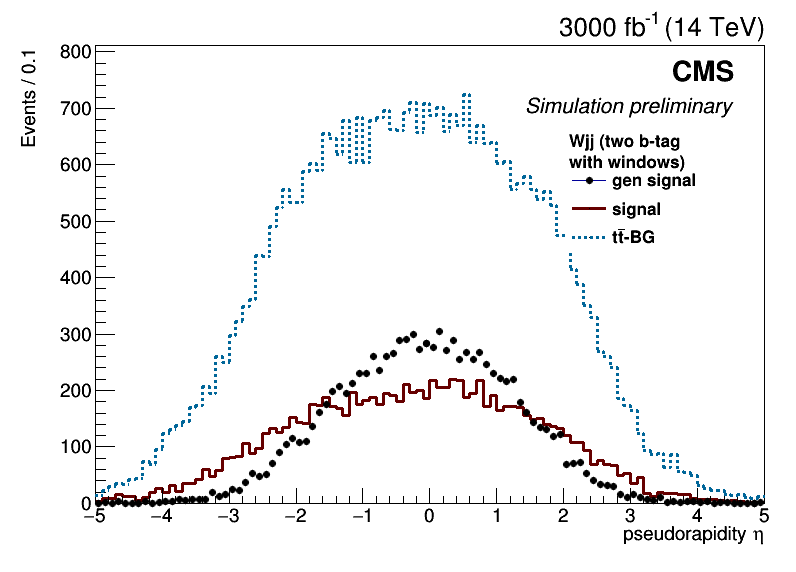 3000 fb⁻¹ (14 TeV)
CMS
Simulation preliminary
Wjj (two b-tag
with windows)
gen signal
signal
tt̄-BG
Events / 0.1
800
700
600
500
400
300
200
100
0
−5 −4 −3 −2 −1 0 1 2 3 4 5
pseudorapidity η